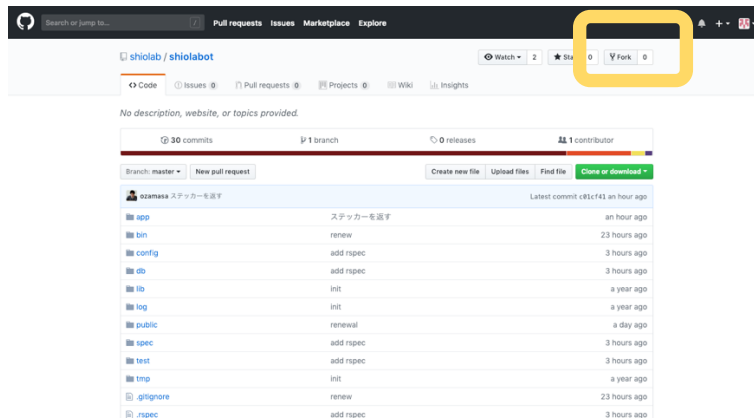 Search or jump to... / Pull requests Issues Marketplace Explore
shiolab / shiolabot Watch 2 Sta 0 Fork 0
Code Issues 0 Pull requests 0 Projects 0 Wiki Insights
No description, website, or topics provided.
30 commits 1 branch 0 releases 1 contributor
Branch: master New pull request Create new file Upload files Find file Clone or download
ozamasa ステッカーを返す Latest commit c01cf41 an hour ago
app ステッカーを返す an hour ago
bin renew 23 hours ago
config add rspec 3 hours ago
db add rspec 3 hours ago
lib init a year ago
log init a year ago
public renewal a day ago
spec add rspec 3 hours ago
test add rspec 3 hours ago
tmp init a year ago
.gitignore renew 23 hours ago
.rspec add rspec 3 hours ago